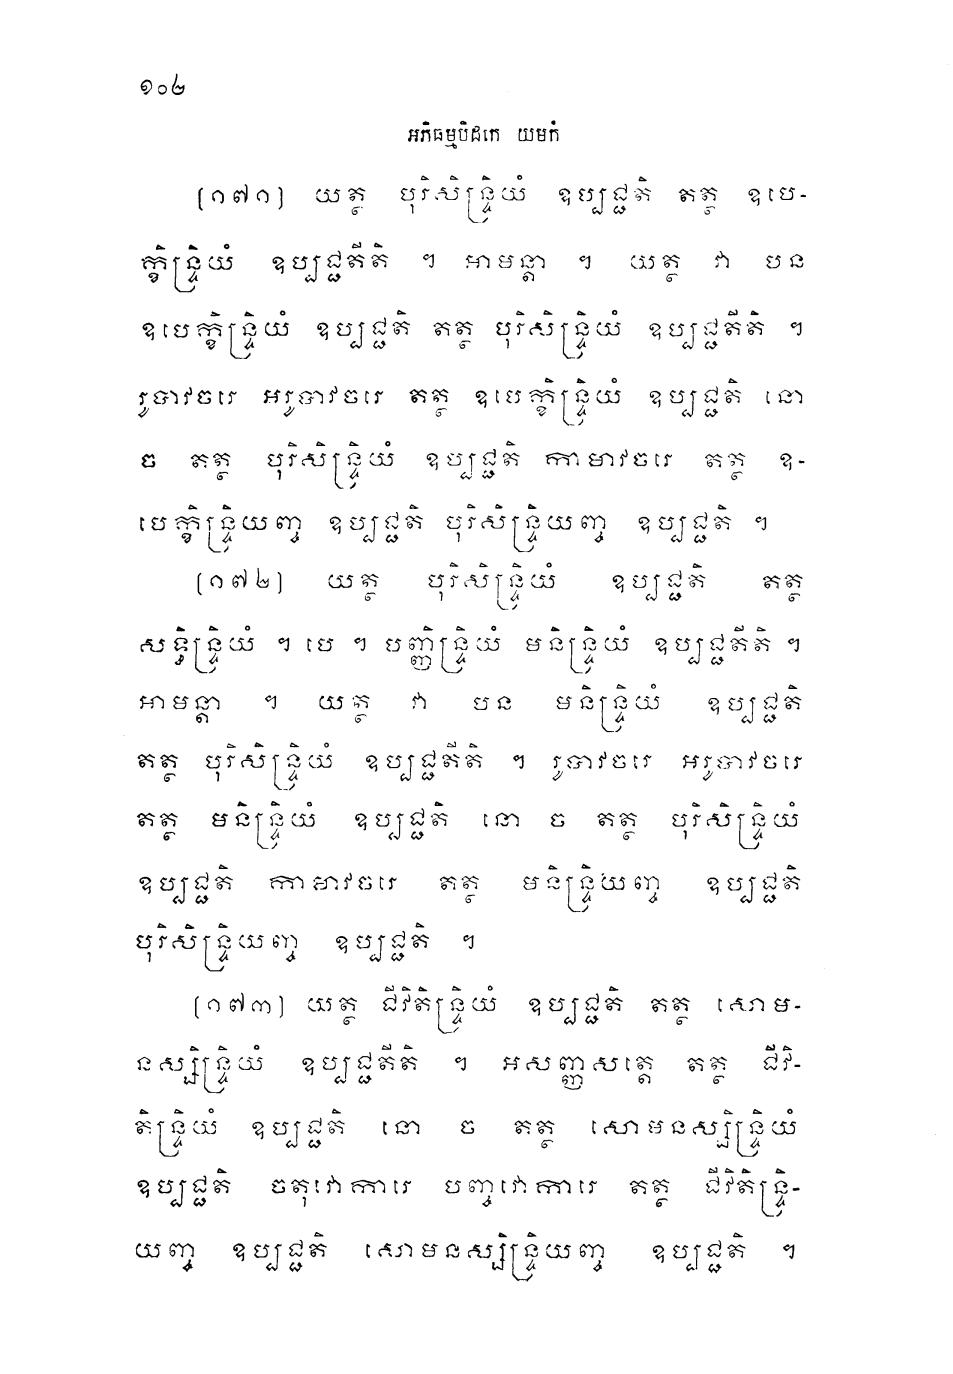 ១០២
អភិធម្មបិដកេ យមកំ
(១៧១) យត្ថ បុរិសិន្ទ្រិយំ ឧប្បជ្ជតិ តត្ថ ឧបេ-
ក្ខិន្ទ្រិយំ ឧប្បជ្ជតីតិ ។ អាមន្តា ។ យត្ថ វា បន
ឧបេក្ខិន្ទ្រិយំ ឧប្បជ្ជតិ តត្ថ បុរិសិន្ទ្រិយំ ឧប្បជ្ជតីតិ ។
រូបាវចរេ អរូបាវចរេ តត្ថ ឧបេក្ខិន្ទ្រិយំ ឧប្បជ្ជតិ នោ
ច តត្ថ បុរិសិន្ទ្រិយំ ឧប្បជ្ជតិ កាមាវចរេ តត្ថ ឧ-
បេក្ខិន្ទ្រិយញ្ច ឧប្បជ្ជតិ បុរិសិន្ទ្រិយញ្ច ឧប្បជ្ជតិ ។
(១៧២) យត្ថ បុរិសិន្ទ្រិយំ ឧប្បជ្ជតិ តត្ថ
សទ្ធិន្ទ្រិយំ ។ បេ ។ បញ្ញិន្ទ្រិយំ មនិន្ទ្រិយំ ឧប្បជ្ជតីតិ ។
អាមន្តា ។ យត្ថ វា បន មនិន្ទ្រិយំ ឧប្បជ្ជតិ
តត្ថ បុរិសិន្ទ្រិយំ ឧប្បជ្ជតីតិ ។ រូបាវចរេ អរូបាវចរេ
តត្ថ មនិន្ទ្រិយំ ឧប្បជ្ជតិ នោ ច តត្ថ បុរិសិន្ទ្រិយំ
ឧប្បជ្ជតិ កាមាវចរេ តត្ថ មនិន្ទ្រិយញ្ច ឧប្បជ្ជតិ
បុរិសិន្ទ្រិយញ្ច ឧប្បជ្ជតិ ។
(១៧៣) យត្ថ ជីវិតិន្ទ្រិយំ ឧប្បជ្ជតិ តត្ថ សោម-
នស្សិន្ទ្រិយំ ឧប្បជ្ជតីតិ ។ អសញ្ញសត្តេ តត្ថ ជីវិ-
តិន្ទ្រិយំ ឧប្បជ្ជតិ នោ ច តត្ថ សោមនស្សិន្ទ្រិយំ
ឧប្បជ្ជតិ ចតុវោការេ បញ្ចវោការេ តត្ថ ជីវិតិន្ទ្រិ-
យញ្ច ឧប្បជ្ជតិ សោមនស្សិន្ទ្រិយញ្ច ឧប្បជ្ជតិ ។